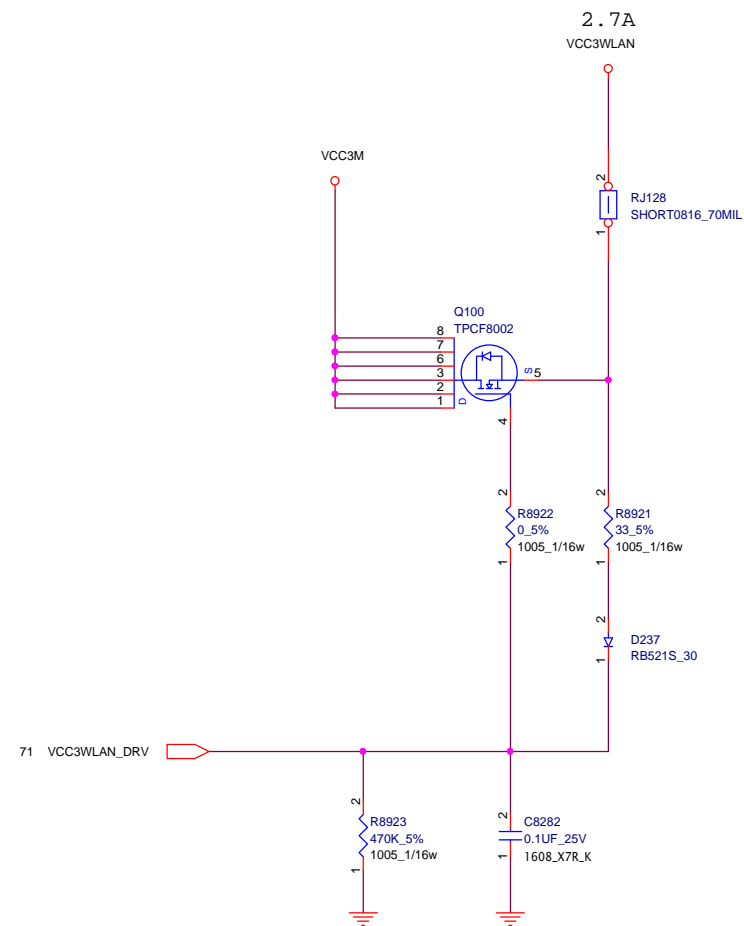 2.7A
VCC3WLAN
VCC3M
2
RJ128
SHORT0816_70MIL
1
Q100
TPCF8002
8
7
6
3
2
1
D
S
5
4
2
R8922
0_5%
1005_1/16w
1
2
R8921
33_5%
1005_1/16w
1
2
D237
RB521S_30
1
71 VCC3WLAN_DRV
2
R8923
470K_5%
1005_1/16w
1
2
C8282
0.1UF_25V
1608_X7R_K
1